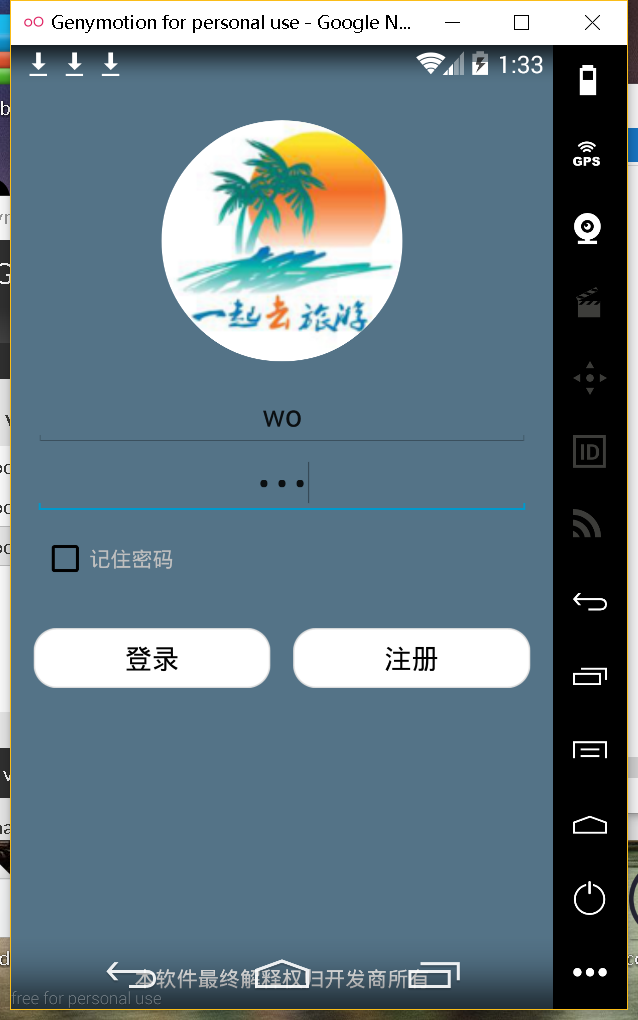 Genymotion for personal use - Google N...
1:33
GPS
一起去旅游
wo
ID
记住密码
登录
注册
本软件最终解释权归开发商所有
free for personal use